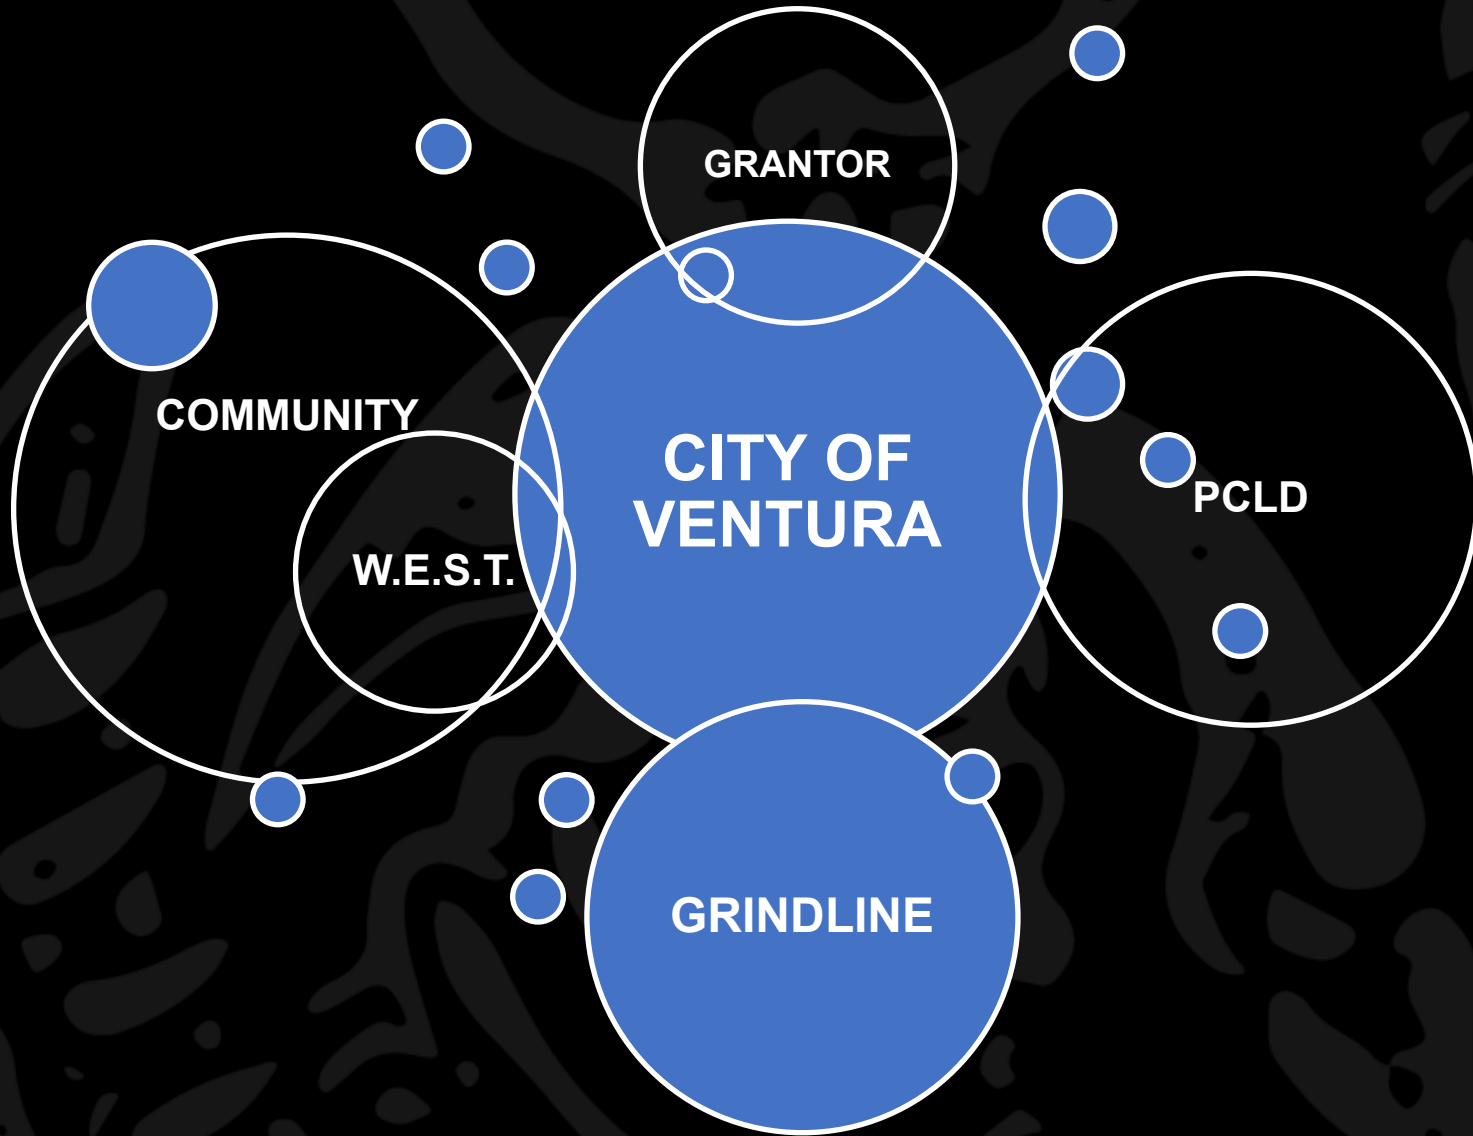 GRANTOR
COMMUNITY
CITY OF
VENTURA
PCLD
W.E.S.T.
GRINDLINE